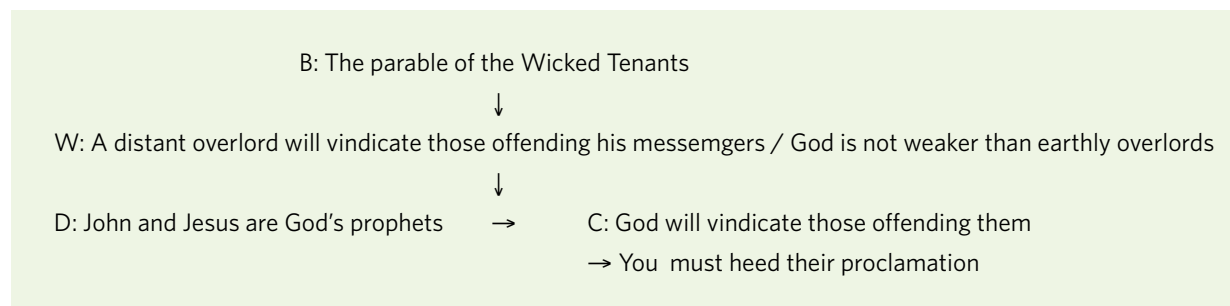 B: The parable of the Wicked Tenants
↓
W: A distant overlord will vindicate those offending his messemgers / God is not weaker than earthly overlords
↓
D: John and Jesus are God’s prophets → C: God will vindicate those offending them
→ You must heed their proclamation